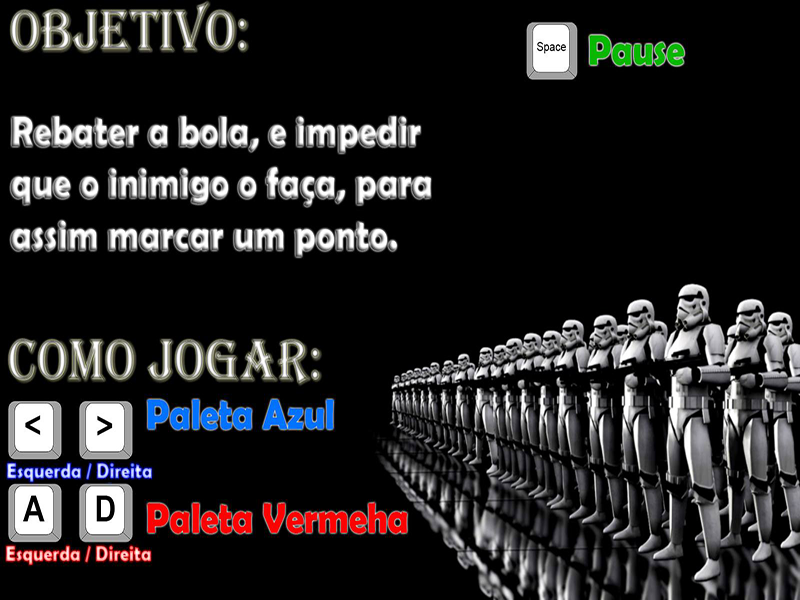 OBJETIVO:
Space Pause
Rebater a bola, e impedir
que o inimigo o faça, para
assim marcar um ponto.
COMO JOGAR:
< > Paleta Azul
Esquerda / Direita
A D Paleta Vermeha
Esquerda / Direita